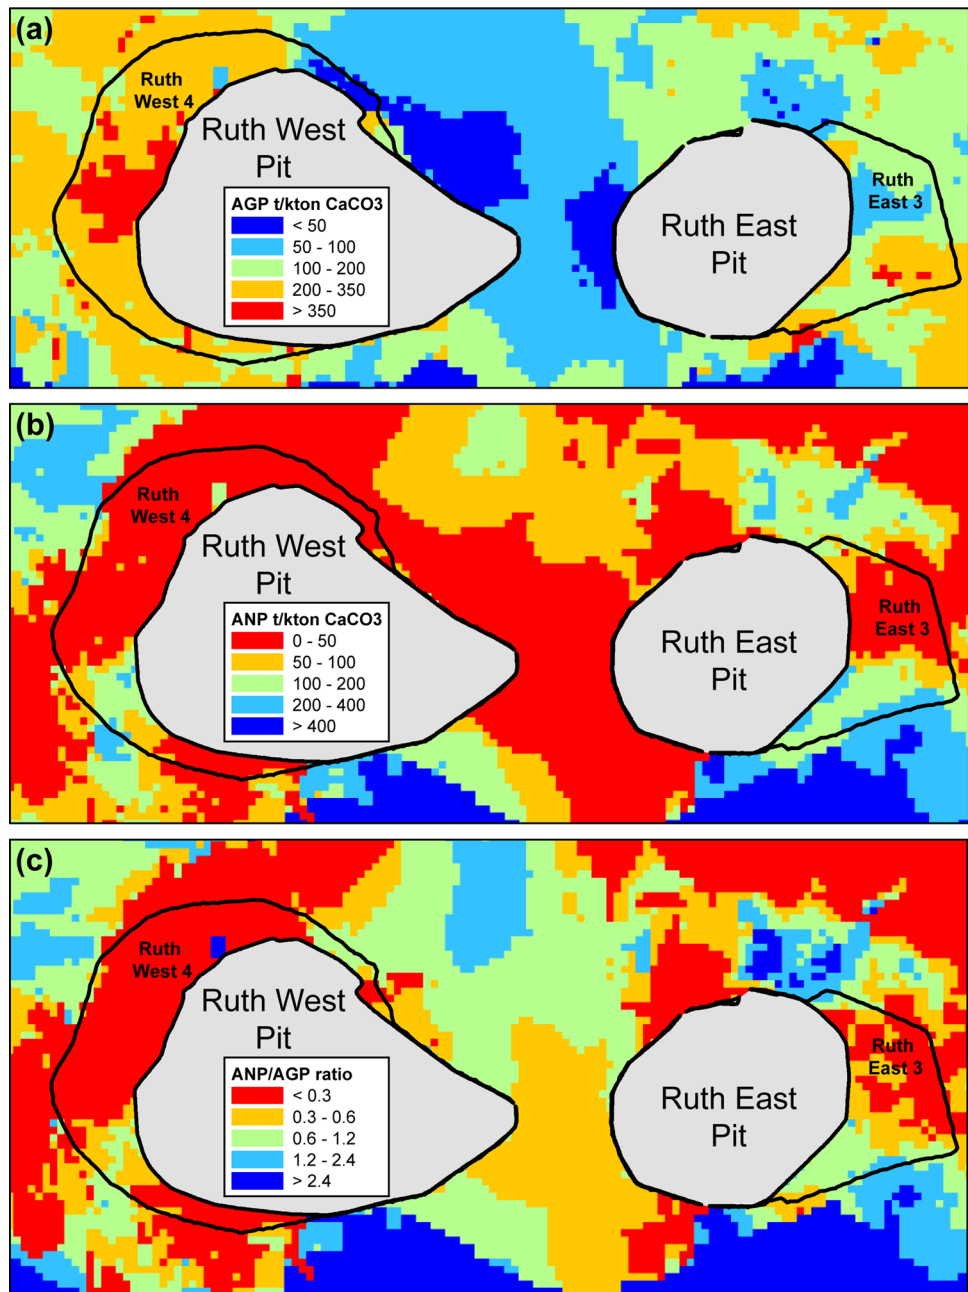 (a)
Ruth
West 4
Ruth West
Pit
AGP t/kton CaCO3
< 50
50 - 100
100 - 200
200 - 350
> 350
Ruth East
Pit
Ruth
East 3
(b)
Ruth
West 4
Ruth West
Pit
ANP t/kton CaCO3
0 - 50
50 - 100
100 - 200
200 - 400
> 400
Ruth East
Pit
Ruth
East 3
(c)
Ruth
West 4
Ruth West
Pit
ANP/AGP ratio
< 0.3
0.3 - 0.6
0.6 - 1.2
1.2 - 2.4
> 2.4
Ruth East
Pit
Ruth
East 3